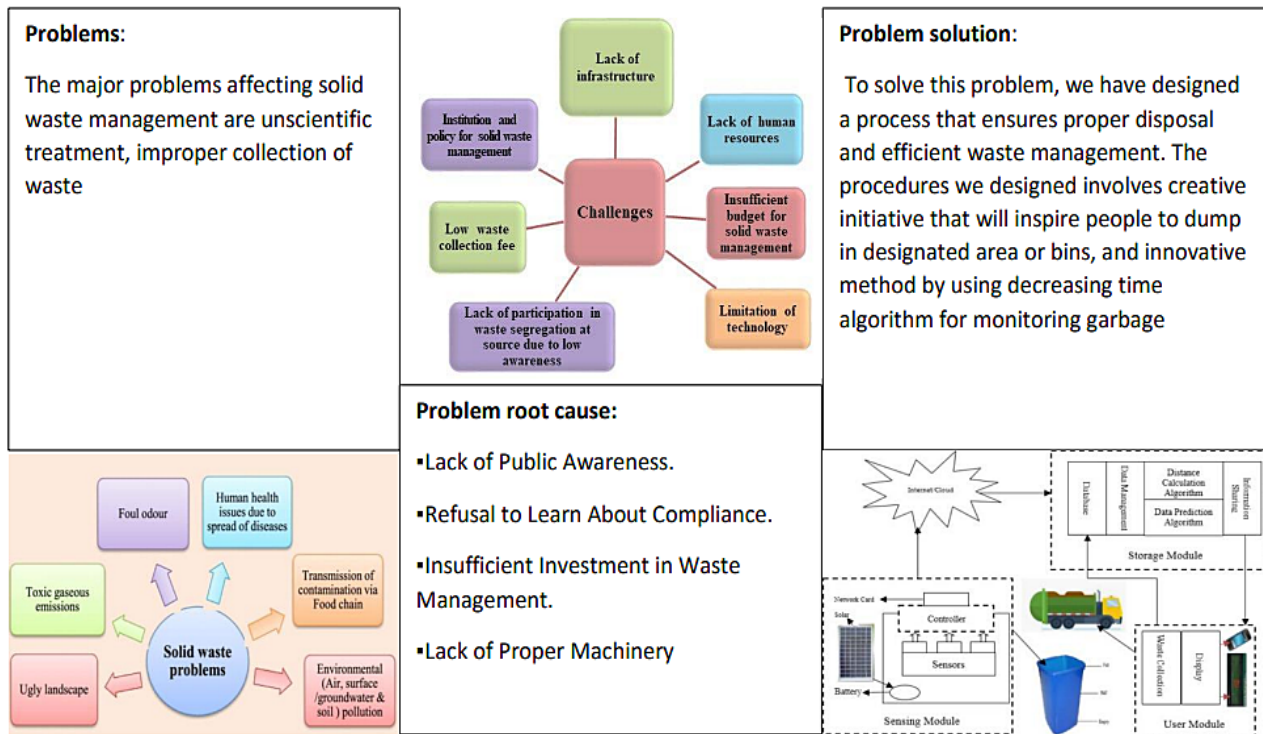 Problems:
The major problems affecting solid
waste management are unscientific
treatment, improper collection of
waste
Lack of
infrastructure
Institution and
policy for solid waste
management
Lack of human
resources
Challenges
Insufficient
budget for
solid waste
management
Low waste
collection fee
Lack of participation in
waste segregation at
source due to low
awareness
Limitation of
technology
Problem solution:
To solve this problem, we have designed
a process that ensures proper disposal
and efficient waste management. The
procedures we designed involves creative
initiative that will inspire people to dump
in designated area or bins, and innovative
method by using decreasing time
algorithm for monitoring garbage
Foul odour
Human health
issues due to
spread of diseases
Toxic gaseous
emissions
Transmission of
contamination via
Food chain
Solid waste
problems
Ugly landscape
Environmental
(Air, surface
/groundwater &
soil ) pollution
Problem root cause:
▪Lack of Public Awareness.
▪Refusal to Learn About Compliance.
▪Insufficient Investment in Waste
Management.
▪Lack of Proper Machinery
Internet/Cloud
Database
Data Management
Distance
Calculation
Algorithm
Data Prediction
Algorithm
Information
Sharing
Storage Module
Network Card
Solar
Controller
Sensors
Battery
Sensing Module
Waste Collection
Display
User Module